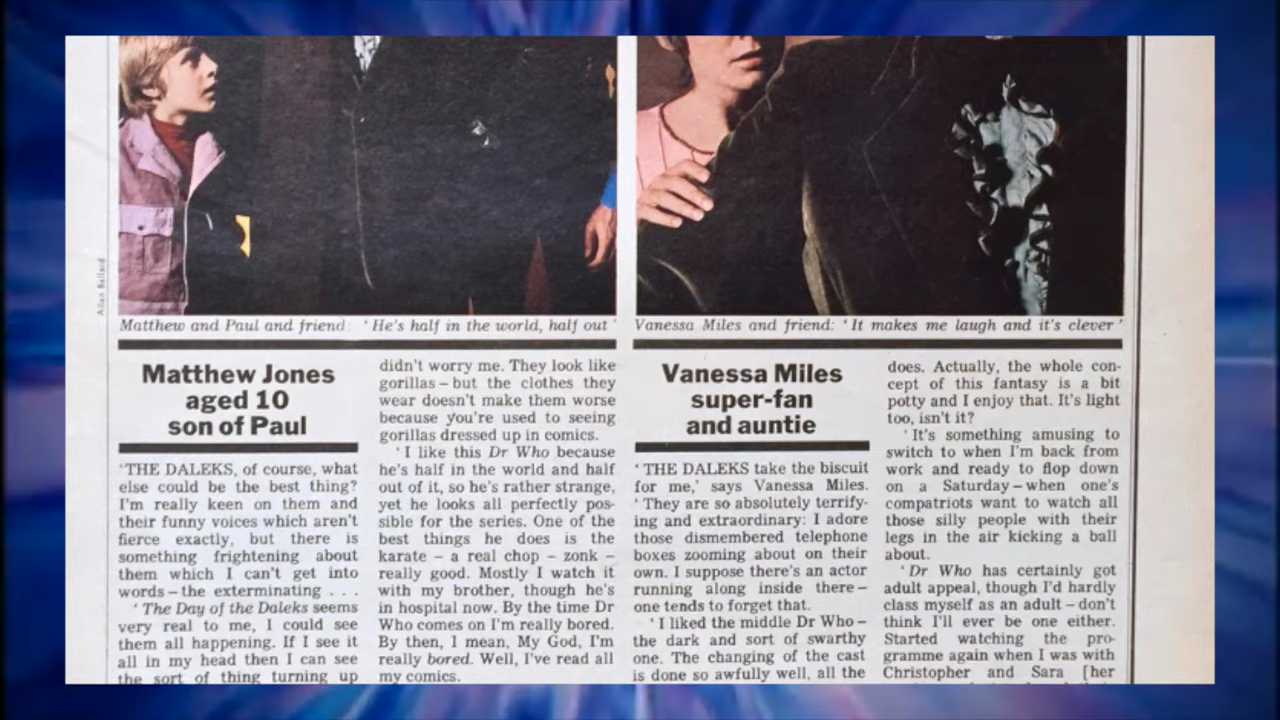 Allan Ballard
Matthew and Paul and friend: ‘He's half in the world, half out’
Matthew Jones
aged 10
son of Paul
‘THE DALEKS, of course, what
else could be the best thing?
I'm really keen on them and
their funny voices which aren't
fierce exactly, but there is
something frightening about
them which I can't get into
words – the exterminating . . .
‘The Day of the Daleks seems
very real to me, I could see
them all happening. If I see it
all in my head then I can see
the sort of thing turning up
didn't worry me. They look like
gorillas – but the clothes they
wear doesn't make them worse
because you're used to seeing
gorillas dressed up in comics.
‘I like this Dr Who because
he's half in the world and half
out of it, so he's rather strange,
yet he looks all perfectly pos-
sible for the series. One of the
best things he does is the
karate – a real chop – zonk –
really good. Mostly I watch it
with my brother, though he's
in hospital now. By the time Dr
Who comes on I'm really bored.
By then, I mean, My God, I'm
really bored. Well, I've read all
my comics.
Vanessa Miles and friend: ‘It makes me laugh and it's clever’
Vanessa Miles
super-fan
and auntie
‘THE DALEKS take the biscuit
for me,’ says Vanessa Miles.
‘They are so absolutely terrify-
ing and extraordinary: I adore
those dismembered telephone
boxes zooming about on their
own. I suppose there's an actor
running along inside there –
one tends to forget that.
‘I liked the middle Dr Who –
the dark and sort of swarthy
one. The changing of the cast
is done so awfully well, all the
does. Actually, the whole con-
cept of this fantasy is a bit
potty and I enjoy that. It's light
too, isn't it?
‘It's something amusing to
switch to when I'm back from
work and ready to flop down
on a Saturday – when one's
compatriots want to watch all
those silly people with their
legs in the air kicking a ball
about.
‘Dr Who has certainly got
adult appeal, though I'd hardly
class myself as an adult – don't
think I'll ever be one either.
Started watching the pro-
gramme again when I was with
Christopher and Sara [her